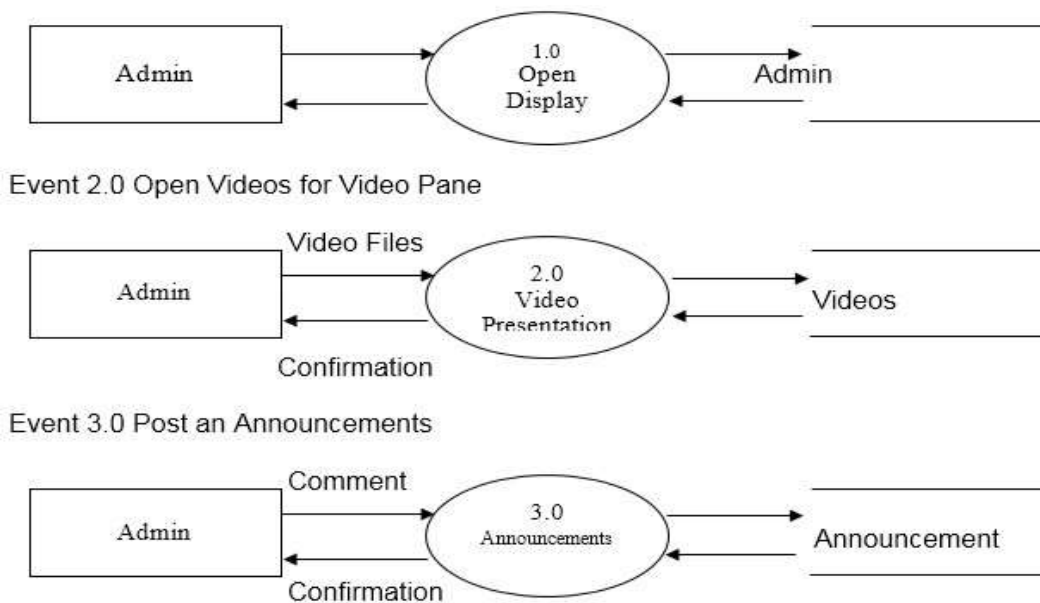 Admin
1.0
Open
Display
Admin
Event 2.0 Open Videos for Video Pane
Video Files
Admin
2.0
Video
Presentation
Videos
Confirmation
Event 3.0 Post an Announcements
Comment
Admin
3.0
Announcements
Announcement
Confirmation